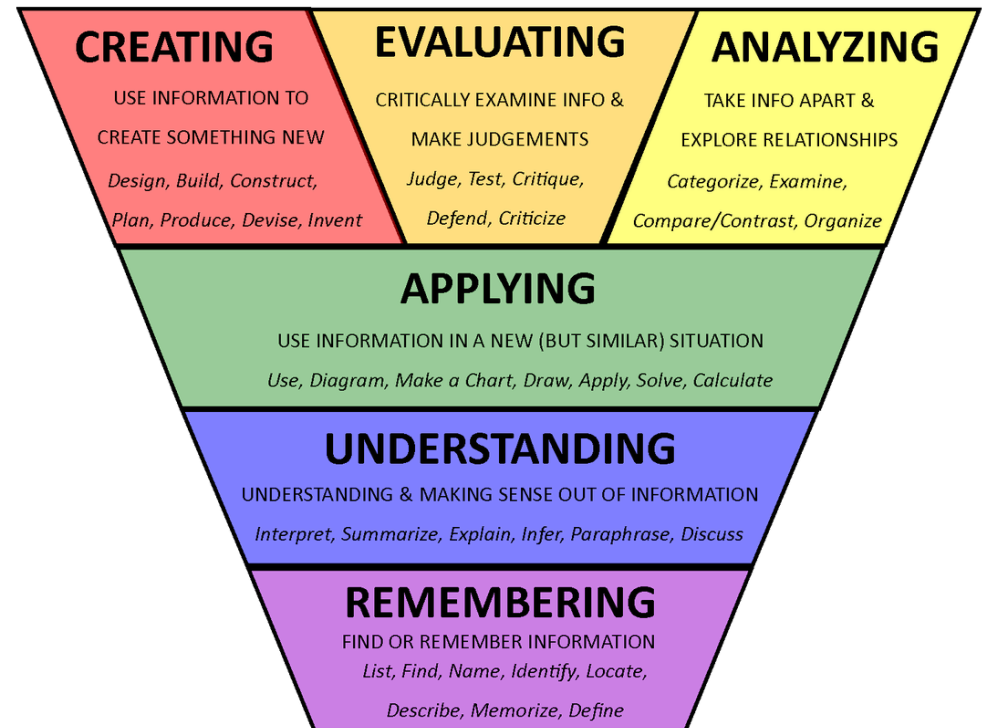 CREATING
USE INFORMATION TO
CREATE SOMETHING NEW
Design, Build, Construct,
Plan, Produce, Devise, Invent
EVALUATING
CRITICALLY EXAMINE INFO &
MAKE JUDGEMENTS
Judge, Test, Critique,
Defend, Criticize
ANALYZING
TAKE INFO APART &
EXPLORE RELATIONSHIPS
Categorize, Examine,
Compare/Contrast, Organize
APPLYING
USE INFORMATION IN A NEW (BUT SIMILAR) SITUATION
Use, Diagram, Make a Chart, Draw, Apply, Solve, Calculate
UNDERSTANDING
UNDERSTANDING & MAKING SENSE OUT OF INFORMATION
Interpret, Summarize, Explain, Infer, Paraphrase, Discuss
REMEMBERING
FIND OR REMEMBER INFORMATION
List, Find, Name, Identify, Locate,
Describe, Memorize, Define